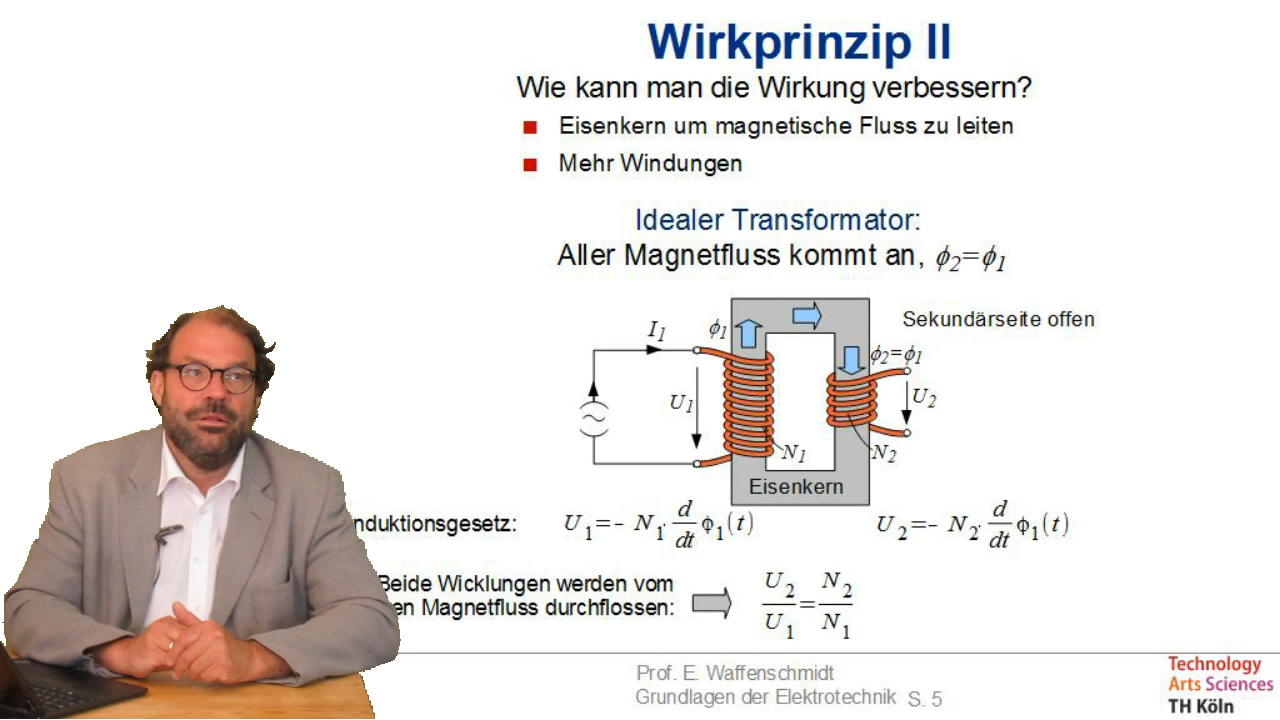 Wirkprinzip II
Wie kann man die Wirkung verbessern?
Eisenkern um magnetische Fluss zu leiten
Mehr Windungen
Idealer Transformator:
Aller Magnetfluss kommt an, ϕ₂=ϕ₁
I₁
ϕ₁
Sekundärseite offen
ϕ₂=ϕ₁
U₁
U₂
N₁
N₂
Eisenkern
nduktionsgesetz: U₁=- N₁· d/dt ϕ₁(t) U₂=- N₂· d/dt ϕ₁(t)
Beide Wicklungen werden vom
en Magnetfluss durchflossen: U₂/U₁ = N₂/N₁
Prof. E. Waffenschmidt
Grundlagen der Elektrotechnik S. 5
Technology
Arts Sciences
TH Köln